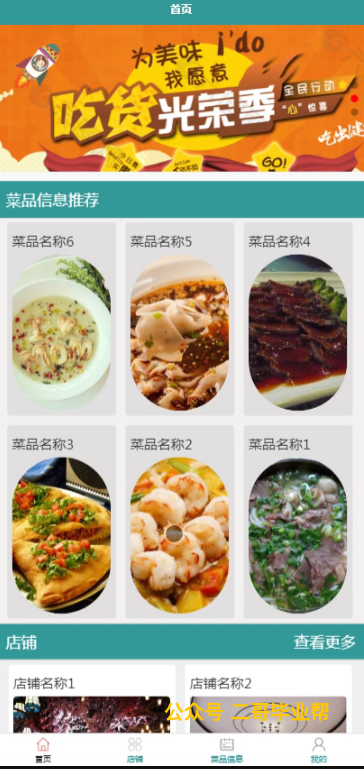 首页
为美味 i'do
我愿意
吃货光荣季
全民行动
“心”惊喜
GO!
菜品信息推荐
菜品名称6
菜品名称5
菜品名称4
菜品名称3
菜品名称2
菜品名称1
店铺
查看更多
店铺名称1
店铺名称2
公众号 二哥毕业帮
首页
店铺
菜品信息
我的